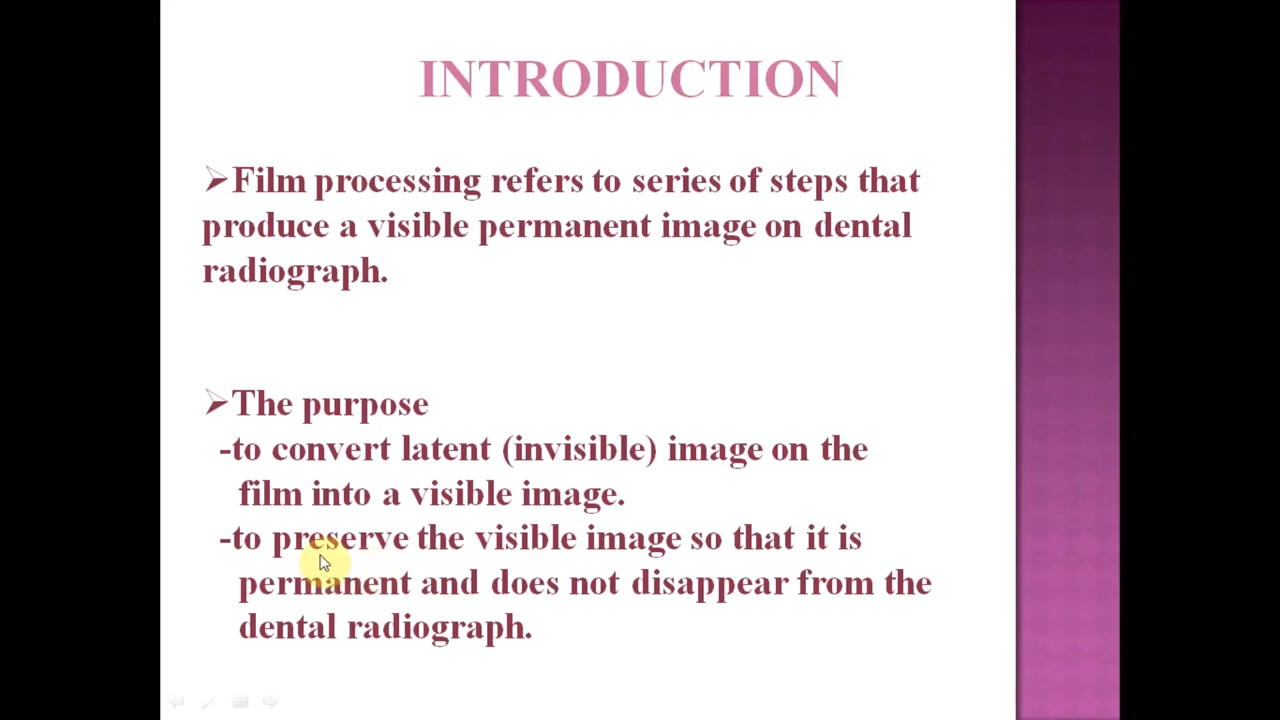 INTRODUCTION
➢Film processing refers to series of steps that
produce a visible permanent image on dental
radiograph.
➢The purpose
-to convert latent (invisible) image on the
film into a visible image.
-to preserve the visible image so that it is
permanent and does not disappear from the
dental radiograph.